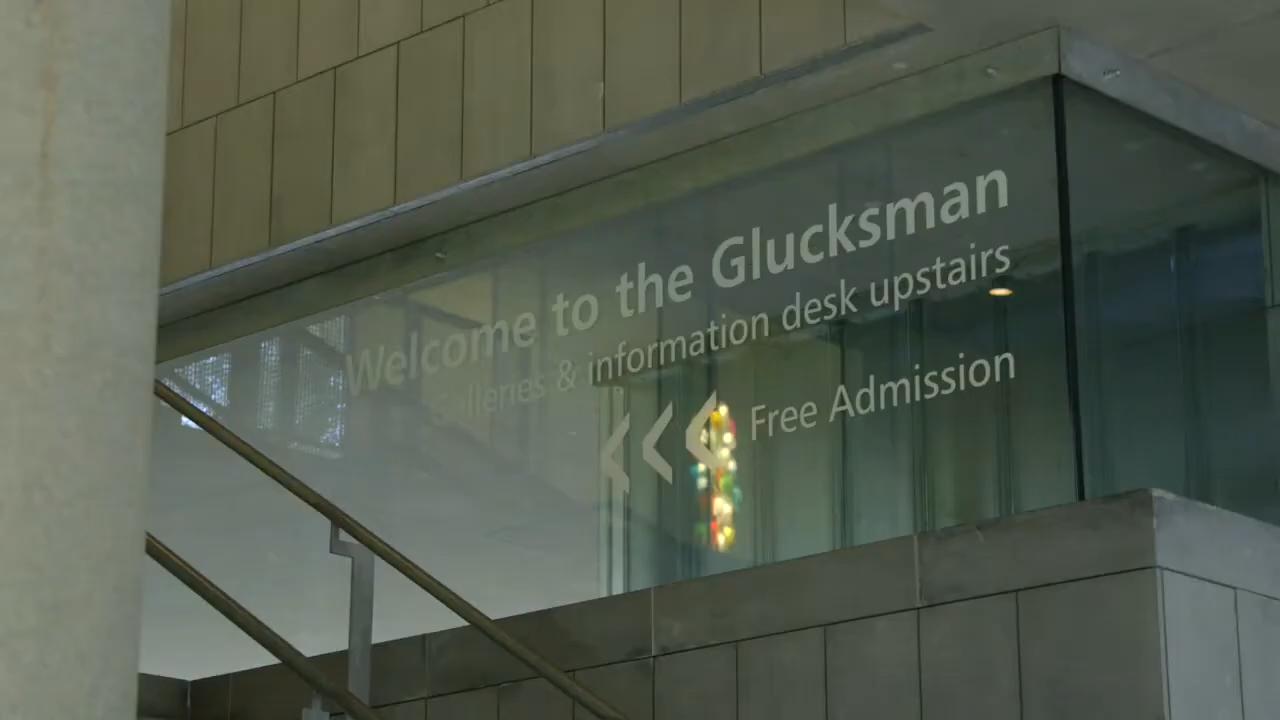 Welcome to the Glucksman
Galleries & information desk upstairs
Free Admission